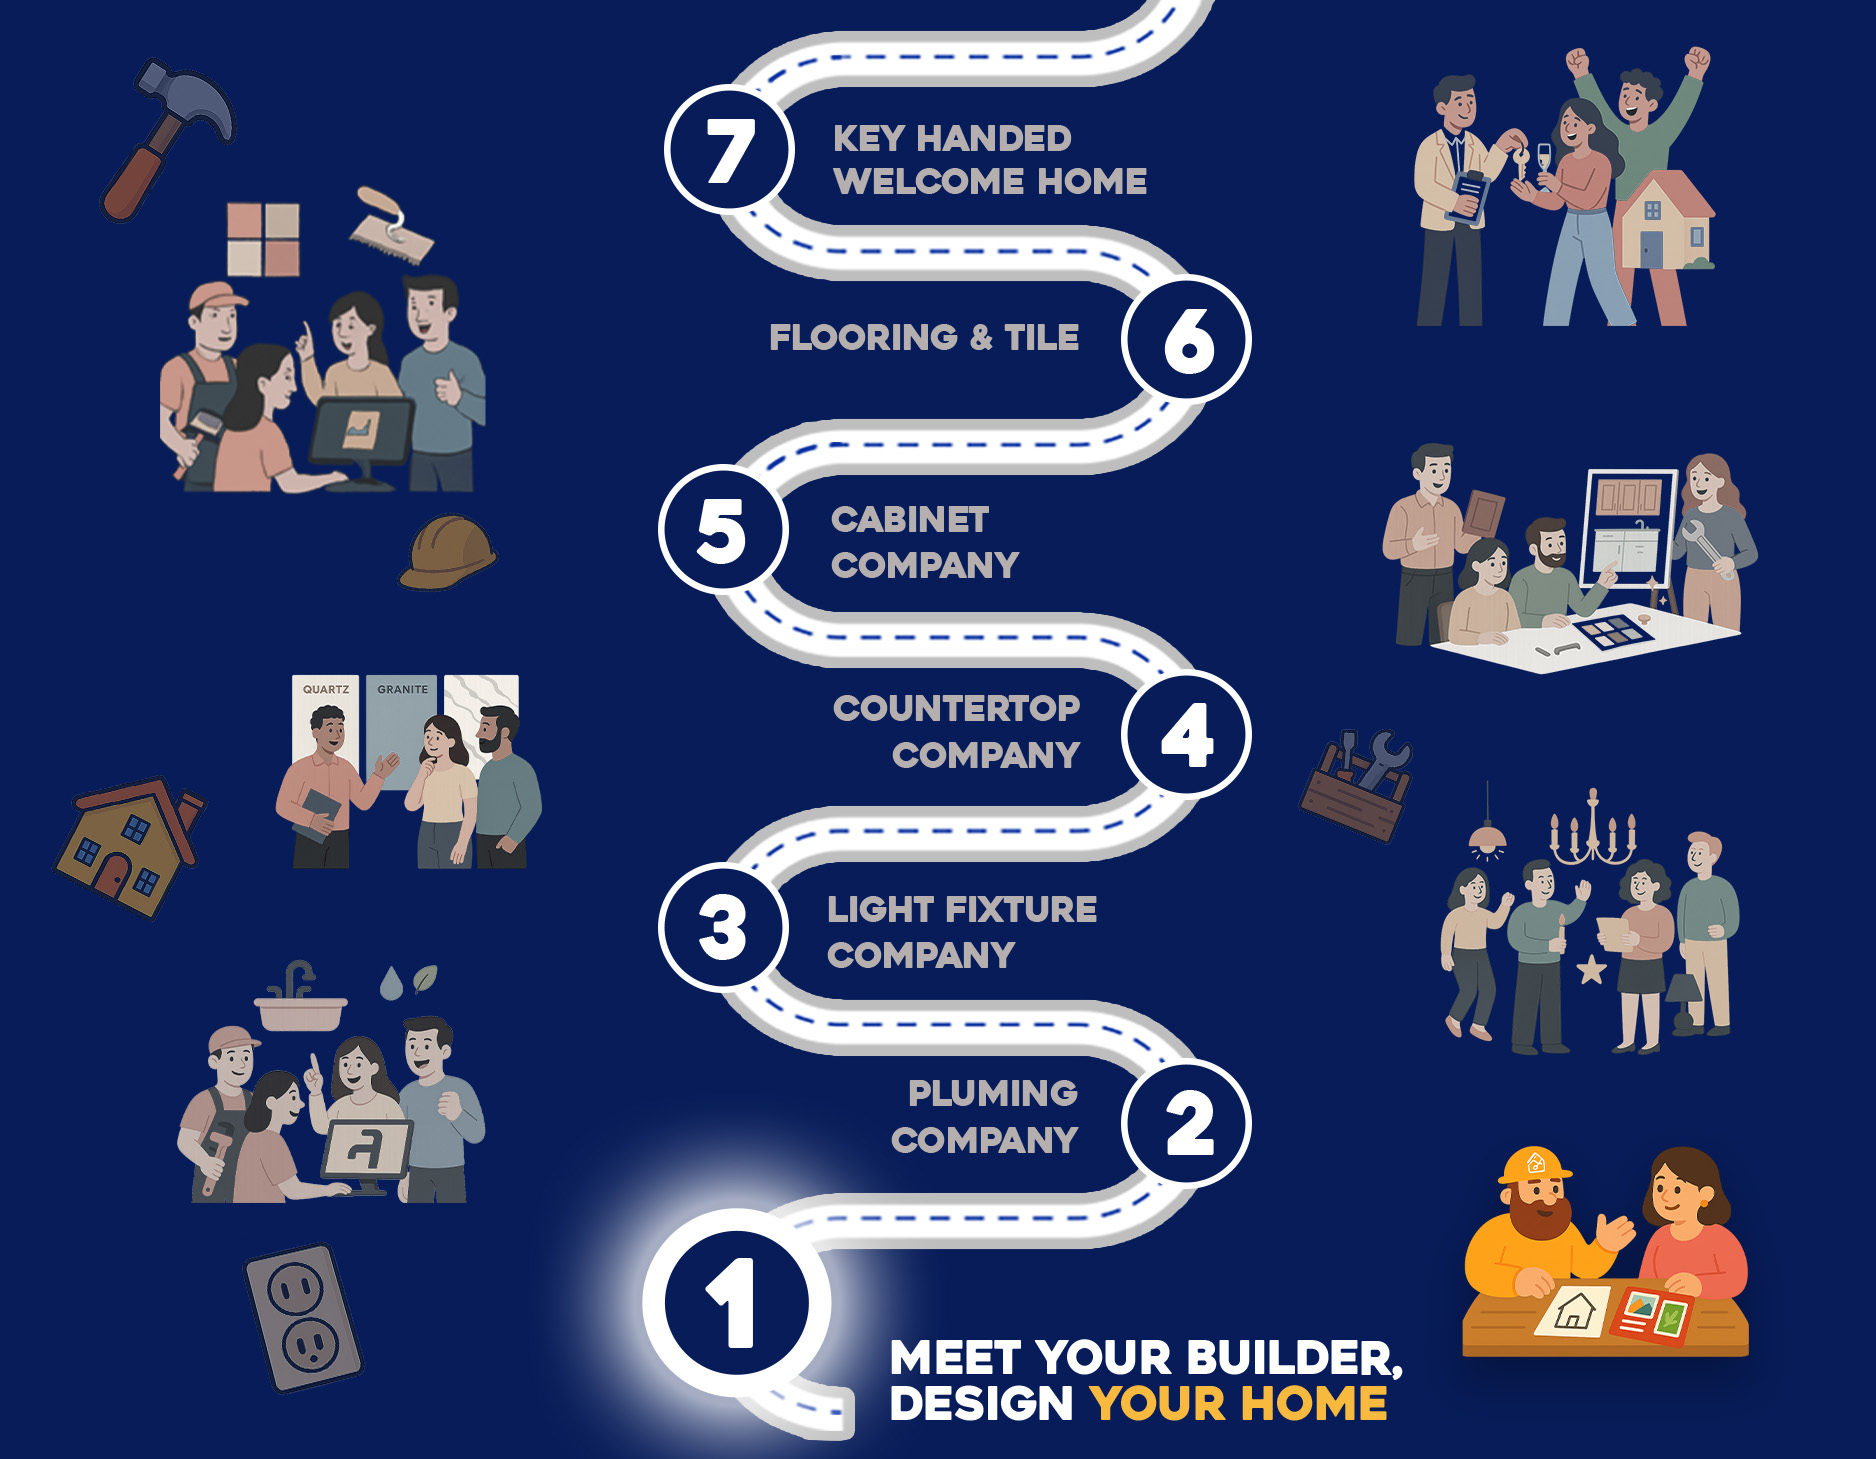 7
KEY HANDED
WELCOME HOME
FLOORING & TILE
6
5
CABINET
COMPANY
QUARTZ
GRANITE
COUNTERTOP
COMPANY
4
3
LIGHT FIXTURE
COMPANY
PLUMING
COMPANY
2
1
MEET YOUR BUILDER,
DESIGN YOUR HOME